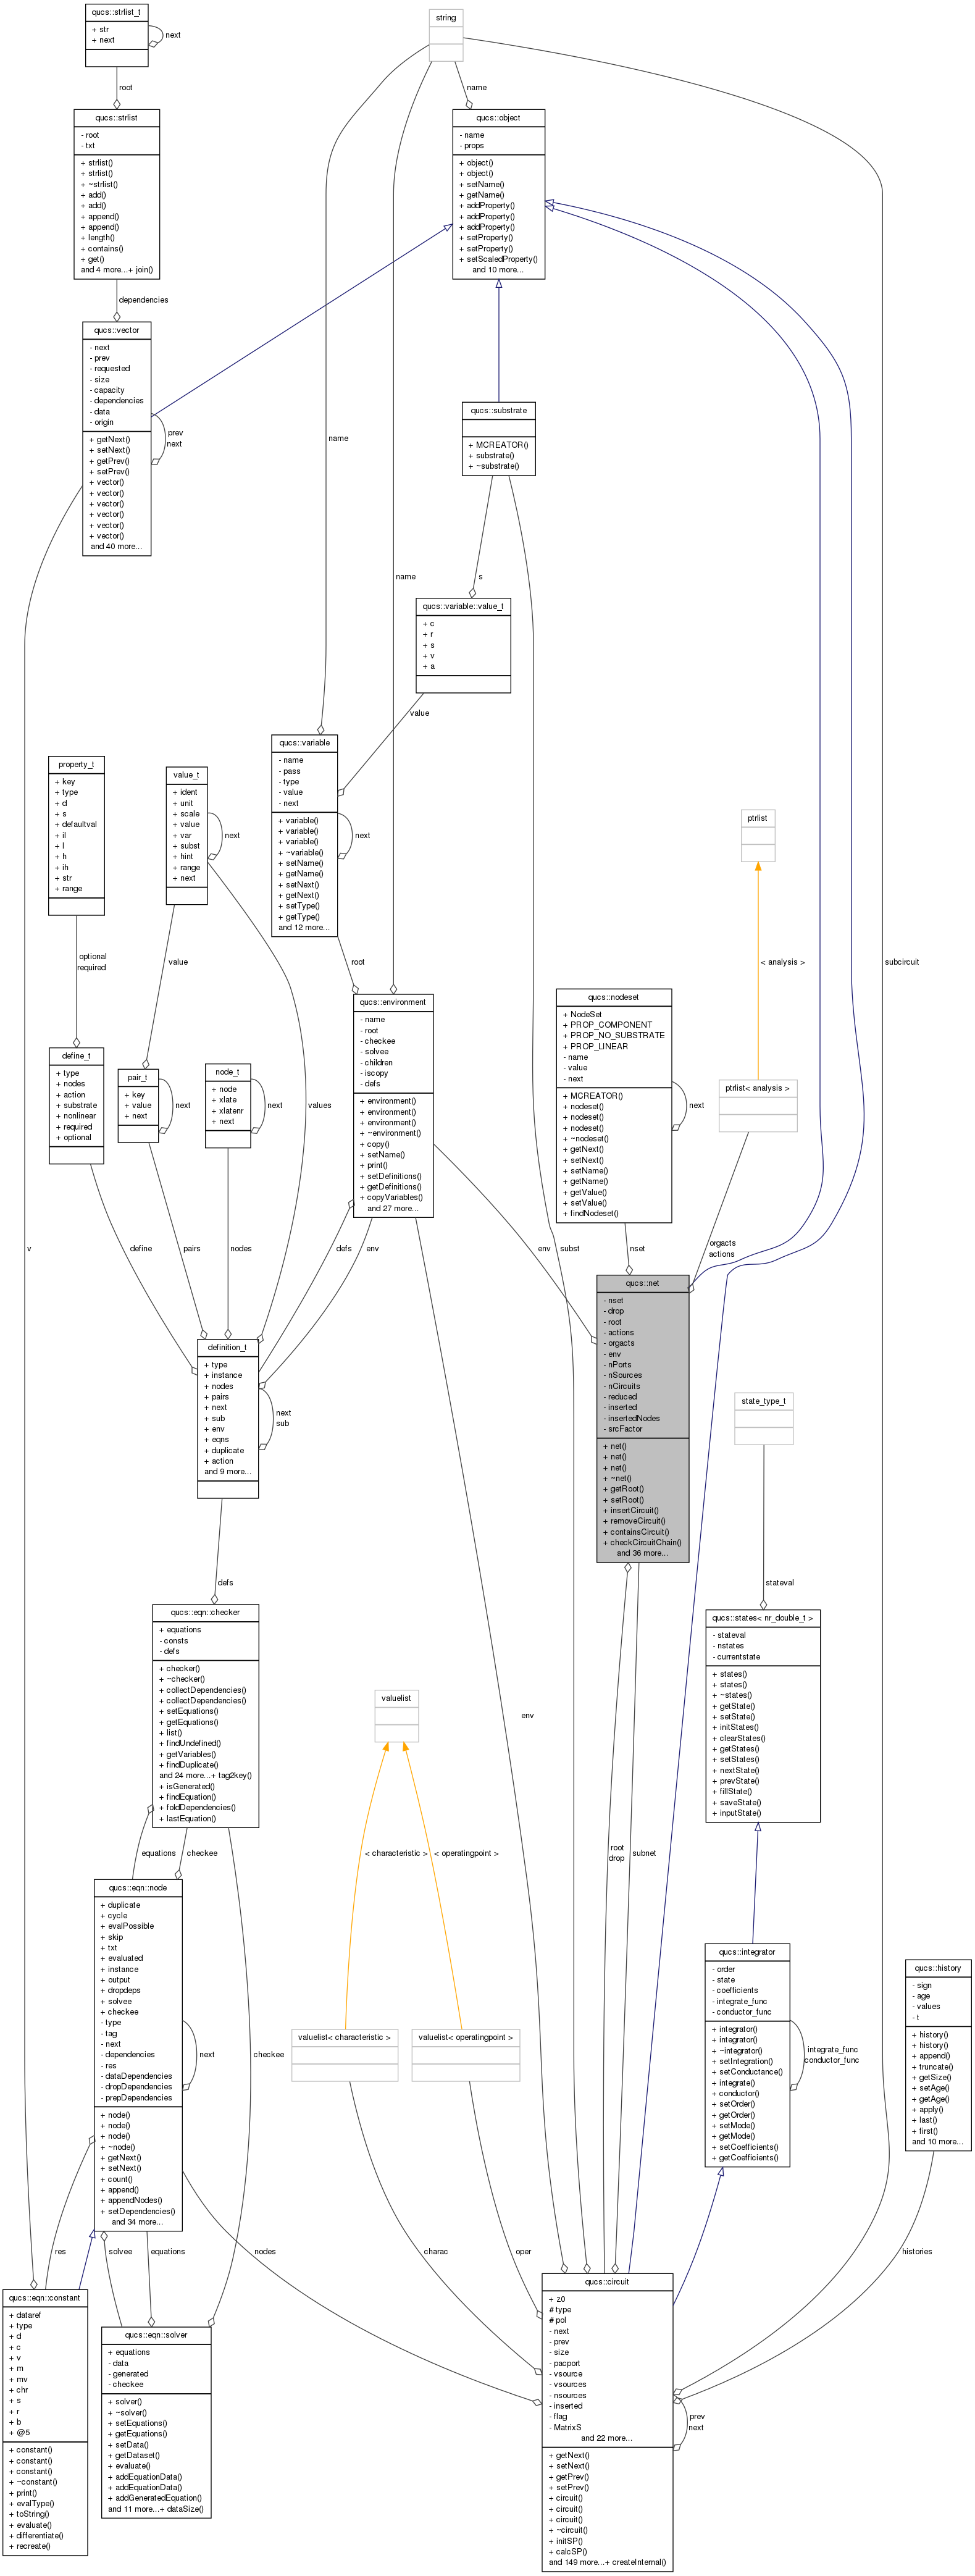 qucs::strlist_t
+ str
+ next
next
root
string
name
qucs::strlist
- root
- txt
+ strlist()
+ strlist()
+ ~strlist()
+ add()
+ add()
+ append()
+ append()
+ length()
+ contains()
+ get()
and 4 more...+ join()
qucs::object
- name
- props
+ object()
+ object()
+ setName()
+ getName()
+ addProperty()
+ addProperty()
+ addProperty()
+ setProperty()
+ setProperty()
+ setScaledProperty()
and 10 more...
dependencies
qucs::vector
- next
- prev
- requested
- size
- capacity
- dependencies
- data
- origin
+ getNext()
+ setNext()
+ getPrev()
+ setPrev()
+ vector()
+ vector()
+ vector()
+ vector()
+ vector()
+ vector()
and 40 more...
prev
next
name
qucs::substrate
+ MCREATOR()
+ substrate()
+ ~substrate()
name
s
qucs::variable::value_t
+ c
+ r
+ s
+ v
+ a
value
qucs::variable
- name
- pass
- type
- value
- next
+ variable()
+ variable()
+ variable()
+ ~variable()
+ setName()
+ getName()
+ setNext()
+ getNext()
+ setType()
+ getType()
and 12 more...
next
property_t
+ key
+ type
+ d
+ s
+ defaultval
+ il
+ l
+ h
+ ih
+ str
+ range
value_t
+ ident
+ unit
+ scale
+ value
+ var
+ subst
+ hint
+ range
+ next
next
ptrlist
optional
required
value
root
< analysis >
subcircuit
qucs::environment
- name
- root
- checkee
- solvee
- children
- iscopy
- defs
+ environment()
+ environment()
+ environment()
+ ~environment()
+ copy()
+ setName()
+ print()
+ setDefinitions()
+ getDefinitions()
+ copyVariables()
and 27 more...
qucs::nodeset
+ NodeSet
+ PROP_COMPONENT
+ PROP_NO_SUBSTRATE
+ PROP_LINEAR
- name
- value
- next
+ MCREATOR()
+ nodeset()
+ nodeset()
+ nodeset()
+ ~nodeset()
+ getNext()
+ setNext()
+ setName()
+ getName()
+ getValue()
+ setValue()
+ findNodeset()
next
define_t
+ type
+ nodes
+ action
+ substrate
+ nonlinear
+ required
+ optional
pair_t
+ key
+ value
+ next
next
node_t
+ node
+ xlate
+ xlatenr
+ next
next
values
ptrlist< analysis >
v
define
pairs
nodes
defs
env
env
subst
nset
orgacts
actions
qucs::net
- nset
- drop
- root
- actions
- orgacts
- env
- nPorts
- nSources
- nCircuits
- reduced
- inserted
- insertedNodes
- srcFactor
+ net()
+ net()
+ net()
+ ~net()
+ getRoot()
+ setRoot()
+ insertCircuit()
+ removeCircuit()
+ containsCircuit()
+ checkCircuitChain()
and 36 more...
definition_t
+ type
+ instance
+ nodes
+ pairs
+ next
+ sub
+ env
+ eqns
+ duplicate
+ action
and 9 more...
next
sub
state_type_t
defs
stateval
qucs::eqn::checker
+ equations
- consts
- defs
+ checker()
+ ~checker()
+ collectDependencies()
+ collectDependencies()
+ setEquations()
+ getEquations()
+ list()
+ findUndefined()
+ getVariables()
+ findDuplicate()
and 24 more...+ tag2key()
+ isGenerated()
+ findEquation()
+ foldDependencies()
+ lastEquation()
qucs::states< nr_double_t >
- stateval
- nstates
- currentstate
+ states()
+ states()
+ ~states()
+ getState()
+ setState()
+ initStates()
+ clearStates()
+ getStates()
+ setStates()
+ nextState()
+ prevState()
+ fillState()
+ saveState()
+ inputState()
valuelist
env
equations
checkee
< characteristic >
< operatingpoint >
root
drop
subnet
qucs::eqn::node
+ duplicate
+ cycle
+ evalPossible
+ skip
+ txt
+ evaluated
+ instance
+ output
+ dropdeps
+ solvee
+ checkee
- type
- tag
- next
- dependencies
- res
- dataDependencies
- dropDependencies
- prepDependencies
+ node()
+ node()
+ node()
+ ~node()
+ getNext()
+ setNext()
+ count()
+ append()
+ appendNodes()
+ setDependencies()
and 34 more...
next
checkee
valuelist< characteristic >
valuelist< operatingpoint >
qucs::integrator
- order
- state
- coefficients
- integrate_func
- conductor_func
+ integrator()
+ integrator()
+ ~integrator()
+ setIntegration()
+ setConductance()
+ integrate()
+ conductor()
+ setOrder()
+ getOrder()
+ setMode()
+ getMode()
+ setCoefficients()
+ getCoefficients()
integrate_func
conductor_func
qucs::history
- sign
- age
- values
- t
+ history()
+ history()
+ append()
+ truncate()
+ getSize()
+ setAge()
+ getAge()
+ apply()
+ last()
+ first()
and 10 more...
res
solvee
equations
nodes
charac
oper
histories
qucs::eqn::constant
+ dataref
+ type
+ d
+ c
+ v
+ m
+ mv
+ chr
+ s
+ r
+ b
+ @5
+ constant()
+ constant()
+ constant()
+ ~constant()
+ print()
+ evalType()
+ toString()
+ evaluate()
+ differentiate()
+ recreate()
qucs::eqn::solver
+ equations
- data
- generated
- checkee
+ solver()
+ ~solver()
+ setEquations()
+ getEquations()
+ setData()
+ getDataset()
+ evaluate()
+ addEquationData()
+ addEquationData()
+ addGeneratedEquation()
and 11 more...+ dataSize()
qucs::circuit
+ z0
# type
# pol
- next
- prev
- size
- pacport
- vsource
- vsources
- nsources
- inserted
- flag
- MatrixS
and 22 more...
+ getNext()
+ setNext()
+ getPrev()
+ setPrev()
+ circuit()
+ circuit()
+ circuit()
+ ~circuit()
+ initSP()
+ calcSP()
and 149 more...+ createInternal()
prev
next